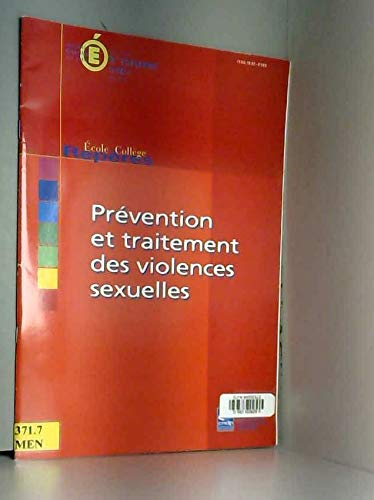 É
École Collège
Repères
Prévention
et traitement
des violences
sexuelles
371.7
MEN